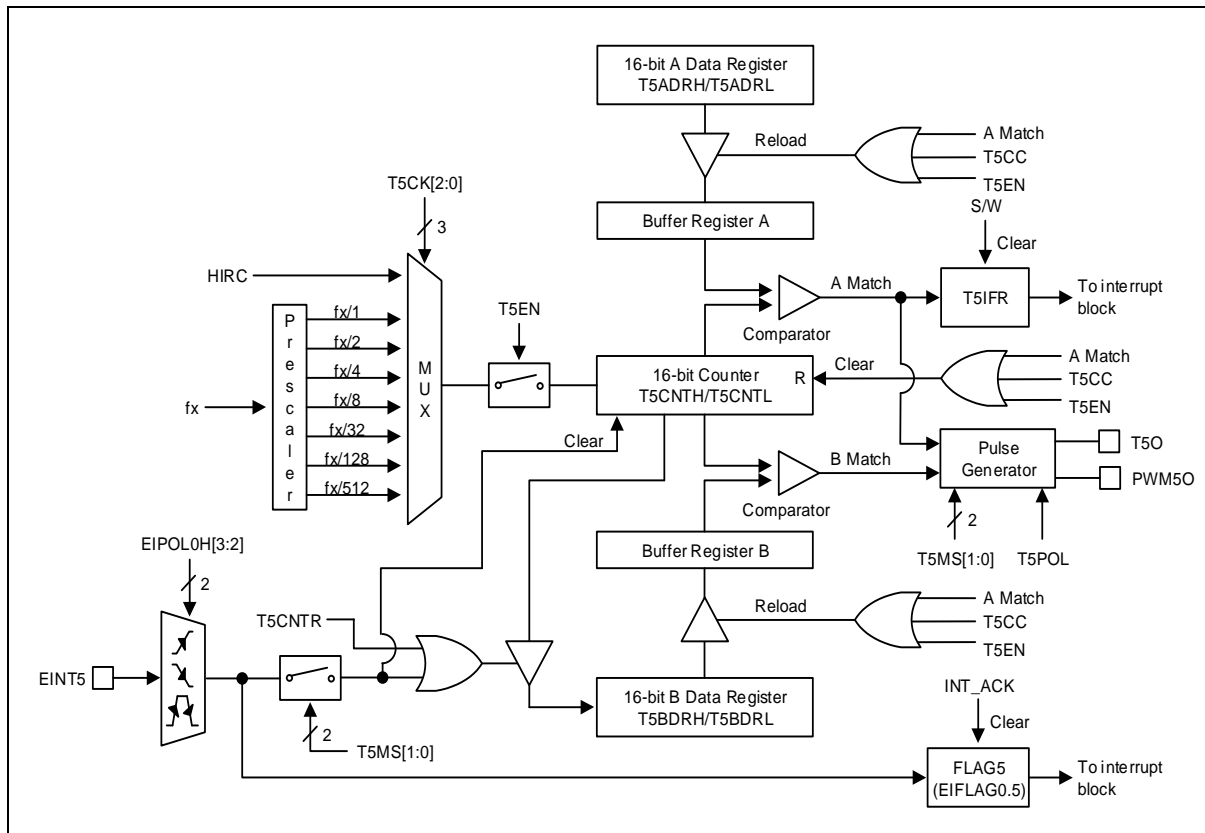 16-bit A Data Register
T5ADRH/T5ADRL
Reload
A Match
T5CC
T5EN
T5CK[2:0]
3
Buffer Register A
S/W
Clear
HIRC
A Match
T5IFR
To interrupt
block
Comparator
Prescaler
fx/1
fx/2
fx/4
fx/8
fx/32
fx/128
fx/512
MUX
T5EN
fx
16-bit Counter
T5CNTH/T5CNTL
R
Clear
A Match
T5CC
T5EN
Clear
B Match
Pulse
Generator
T5O
PWM5O
Comparator
2
T5MS[1:0]
T5POL
EIPOL0H[3:2]
2
Buffer Register B
T5CNTR
Reload
A Match
T5CC
T5EN
EINT5
16-bit B Data Register
T5BDRH/T5BDRL
2
T5MS[1:0]
INT_ACK
Clear
FLAG5
(EIFLAG0.5)
To interrupt
block